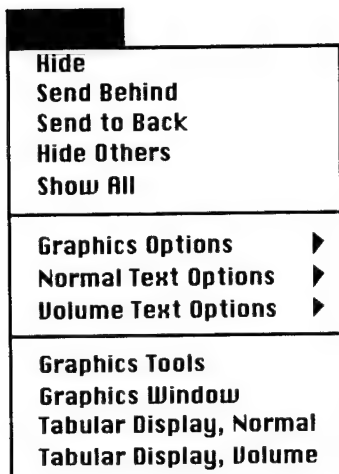 Hide
Send Behind
Send to Back
Hide Others
Show All
Graphics Options
Normal Text Options
Volume Text Options
Graphics Tools
Graphics Window
Tabular Display, Normal
Tabular Display, Volume